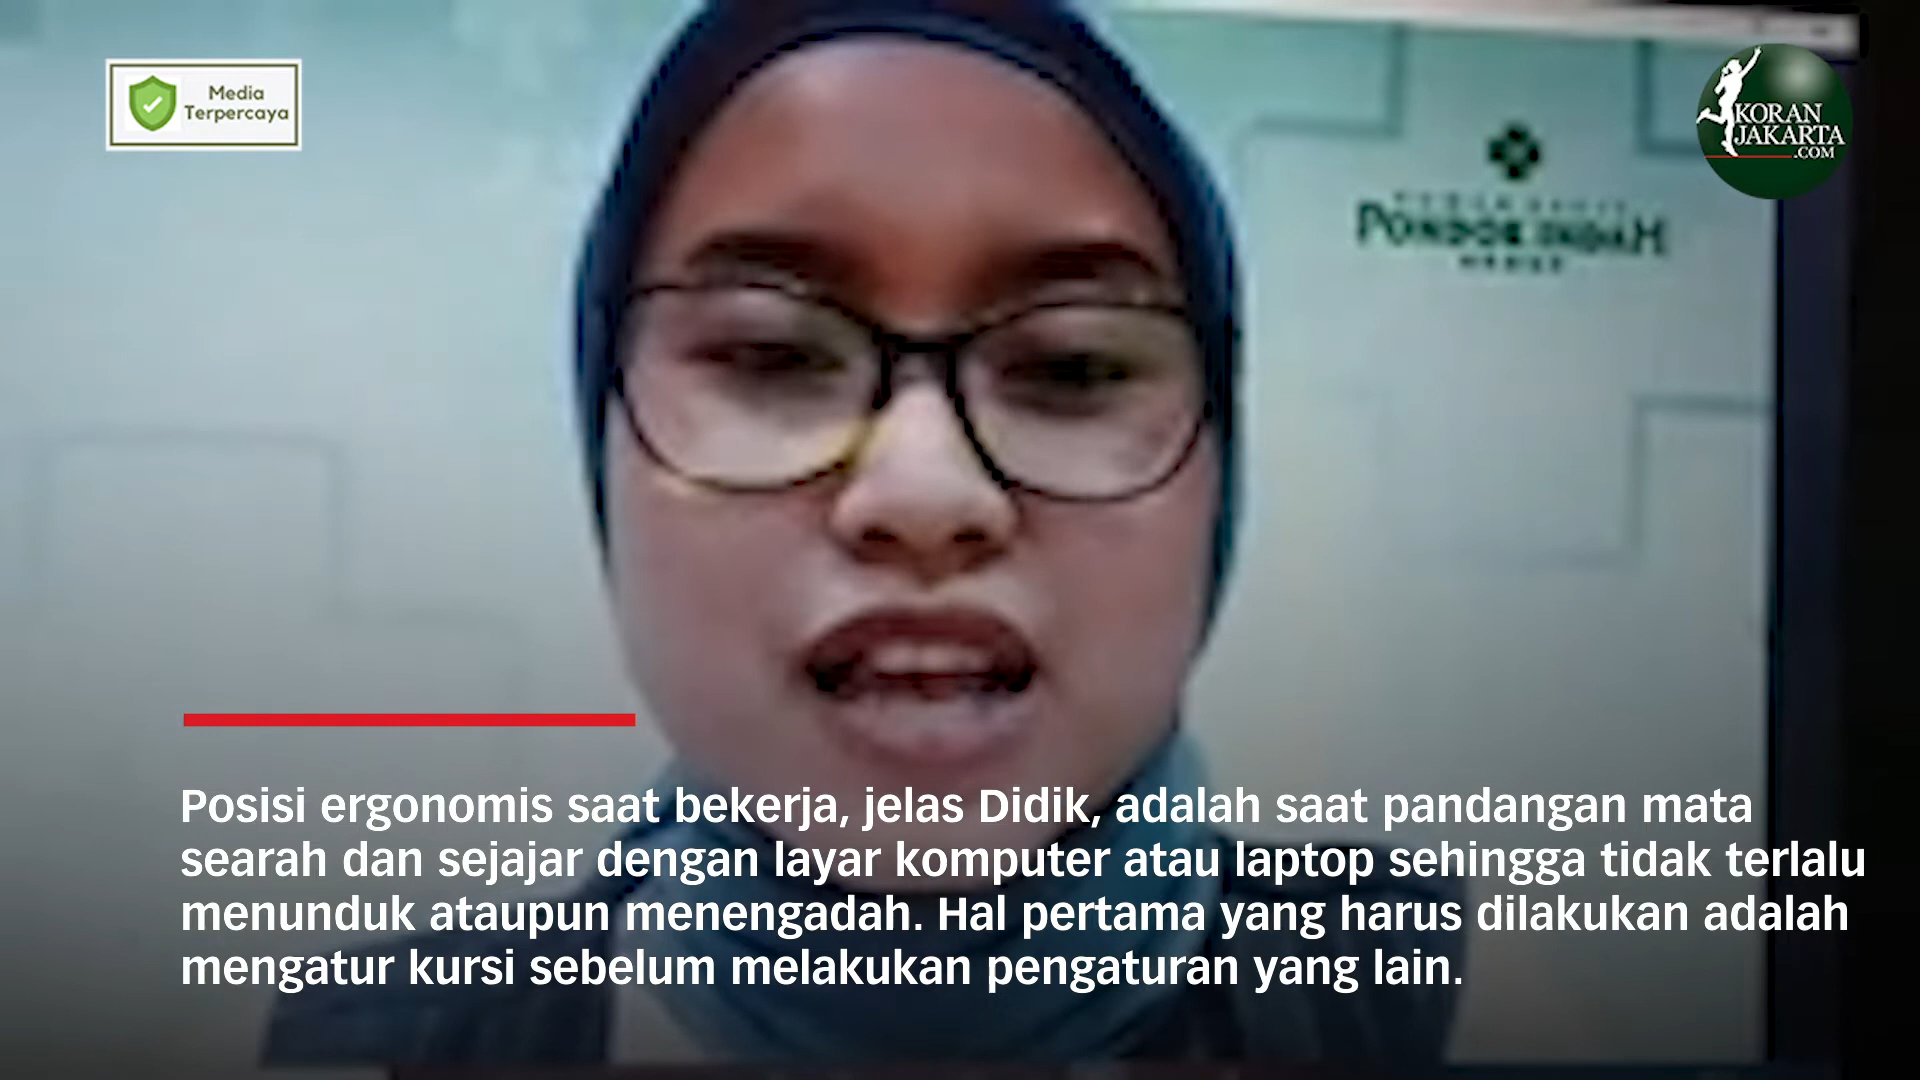 Media
Terpercaya
KORAN
JAKARTA
.COM
PONDOK INDAH
Posisi ergonomis saat bekerja, jelas Didik, adalah saat pandangan mata
searah dan sejajar dengan layar komputer atau laptop sehingga tidak terlalu
menunduk ataupun menengadah. Hal pertama yang harus dilakukan adalah
mengatur kursi sebelum melakukan pengaturan yang lain.